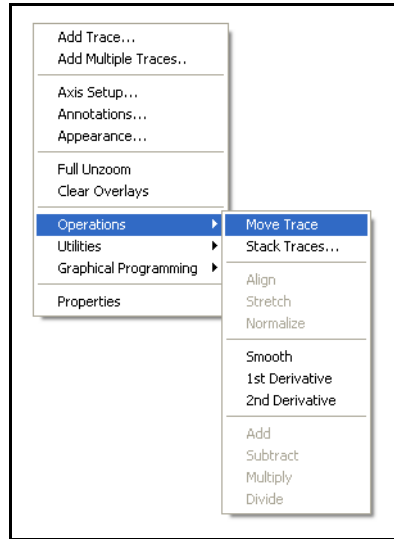 Add Trace...
Add Multiple Traces..
Axis Setup...
Annotations...
Appearance...
Full Unzoom
Clear Overlays
Operations
Utilities
Graphical Programming
Properties
Move Trace
Stack Traces...
Align
Stretch
Normalize
Smooth
1st Derivative
2nd Derivative
Add
Subtract
Multiply
Divide